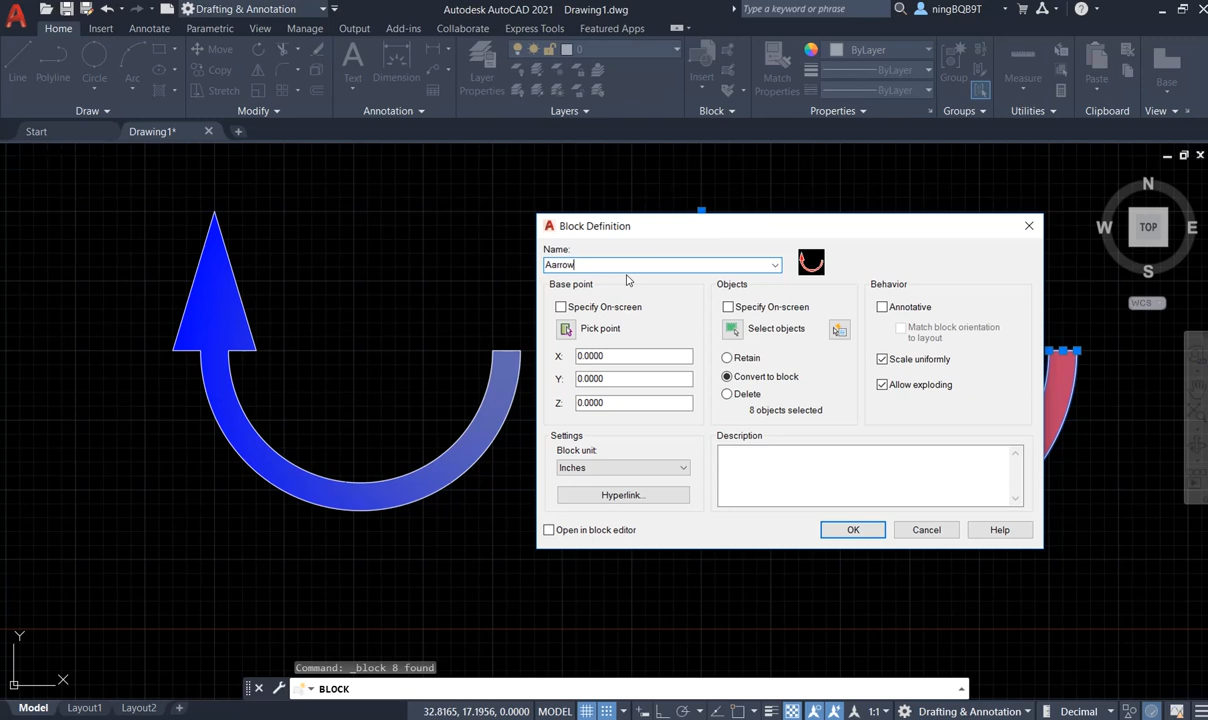 Drafting & Annotation
Autodesk AutoCAD 2021 Drawing1.dwg
Type a keyword or phrase
ningBQB9T
Home Insert Annotate Parametric View Manage Output Add-ins Collaborate Express Tools Featured Apps
Line Polyline Circle Arc
Move
Copy
Stretch
Text Dimension
Layer Properties
0
Insert
Match Properties
ByLayer
ByLayer
ByLayer
Group
Measure
Paste
Base
Draw Modify Annotation Layers Block Properties Groups Utilities Clipboard View
Start Drawing1*
N
W TOP E
S
WCS
Block Definition
Name:
Aarrow
Base point
Specify On-screen
Pick point
X: 0.0000
Y: 0.0000
Z: 0.0000
Objects
Specify On-screen
Select objects
Retain
Convert to block
Delete
8 objects selected
Behavior
Annotative
Match block orientation
to layout
Scale uniformly
Allow exploding
Settings
Block unit:
Inches
Hyperlink...
Description
Open in block editor
OK Cancel Help
Y
X
Command: _block 8 found
BLOCK
Model Layout1 Layout2
32.8165, 17.1956, 0.0000 MODEL 1:1 Drafting & Annotation Decimal